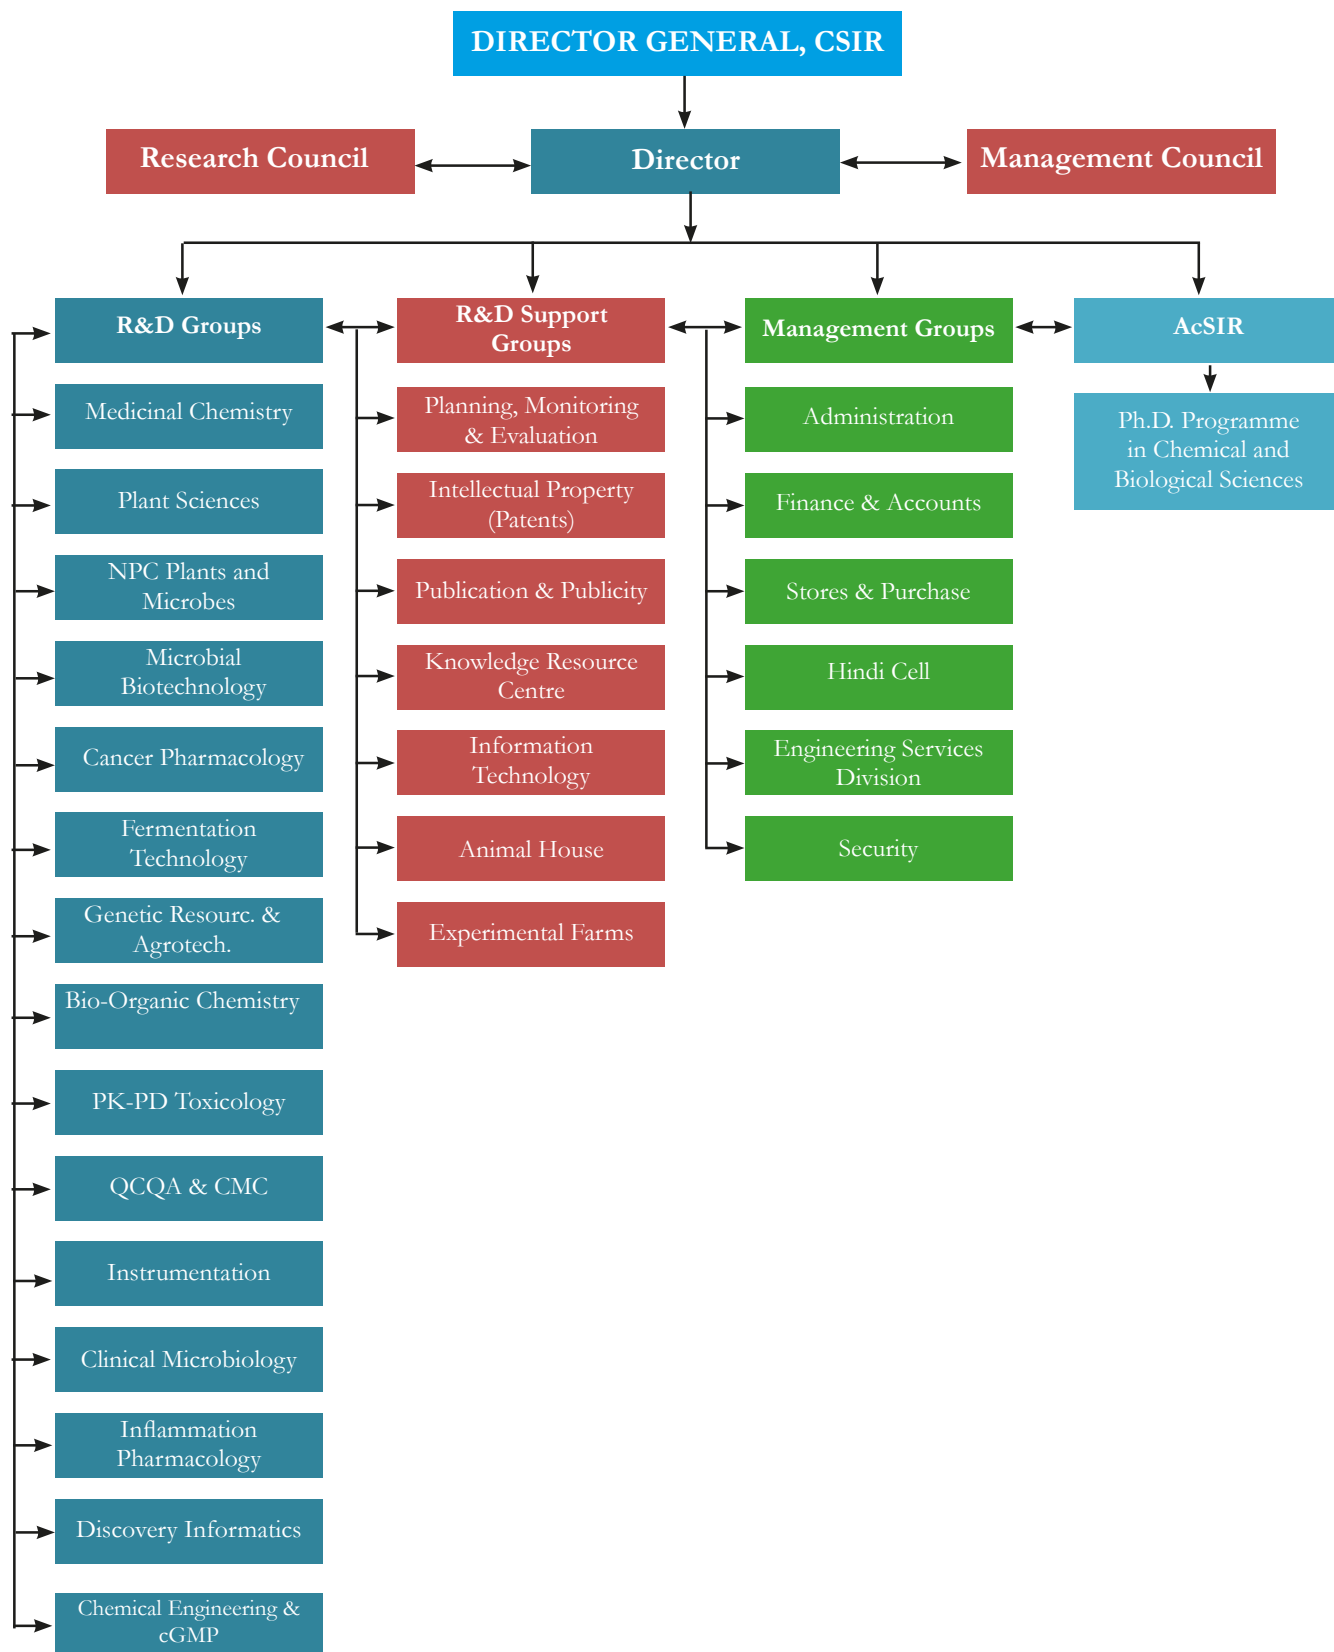 DIRECTOR GENERAL, CSIR
Research Council
Director
Management Council
R&D Groups
R&D Support
Groups
Management Groups
AcSIR
Medicinal Chemistry
Plant Sciences
NPC Plants and
Microbes
Microbial
Biotechnology
Cancer Pharmacology
Fermentation
Technology
Genetic Resourc. &
Agrotech.
Bio-Organic Chemistry
PK-PD Toxicology
QCQA & CMC
Instrumentation
Clinical Microbiology
Inflammation
Pharmacology
Discovery Informatics
Chemical Engineering &
cGMP
Planning, Monitoring
& Evaluation
Intellectual Property
(Patents)
Publication & Publicity
Knowledge Resource
Centre
Information
Technology
Animal House
Experimental Farms
Administration
Finance & Accounts
Stores & Purchase
Hindi Cell
Engineering Services
Division
Security
Ph.D. Programme
in Chemical and
Biological Sciences